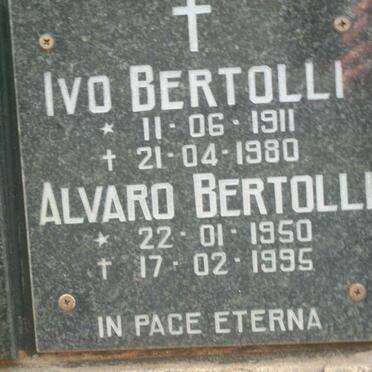 IVO BERTOLLI
* 11-06-1911
† 21-04-1980
ALVARO BERTOLLI
* 22-01-1950
† 17-02-1995
IN PACE ETERNA